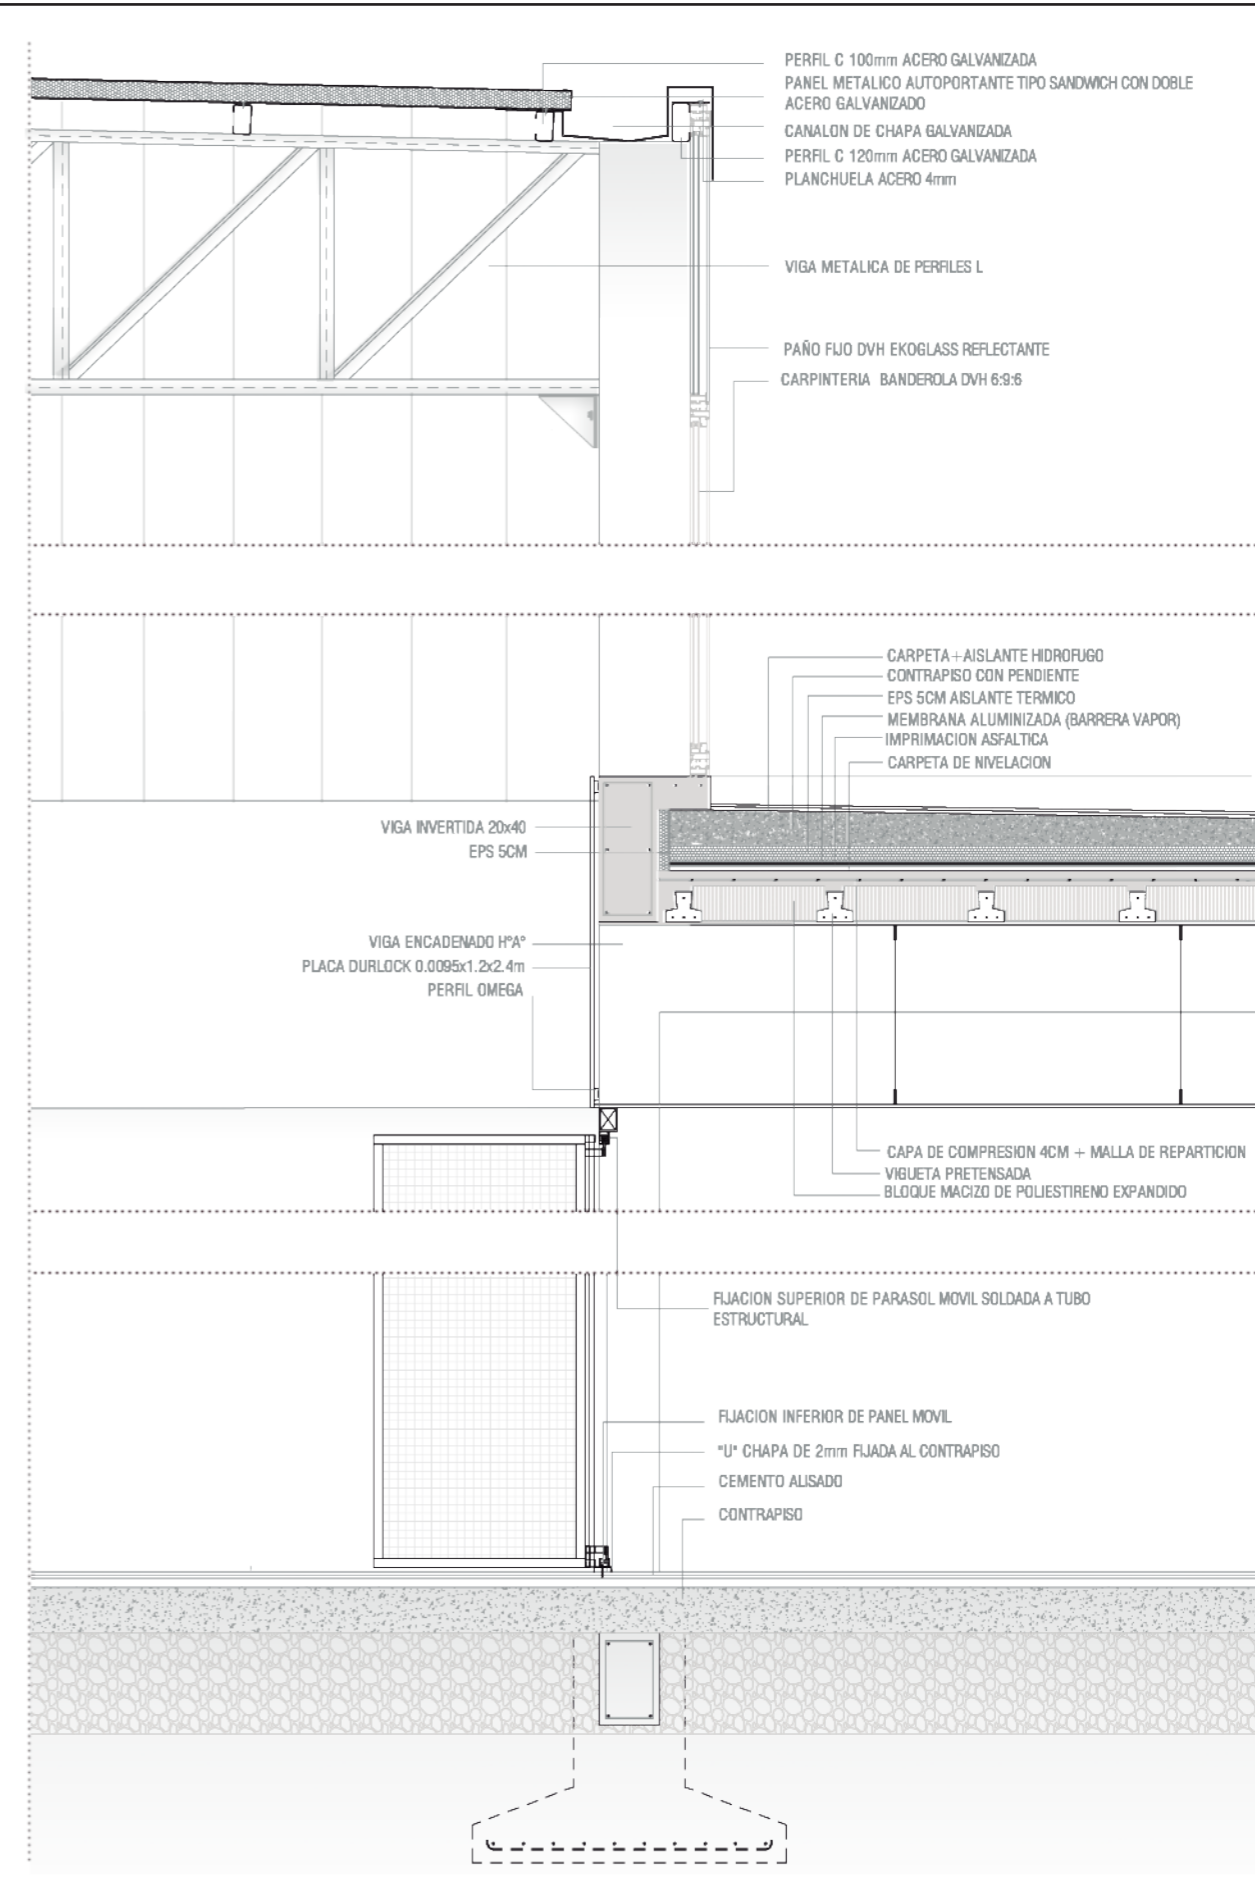 PERFIL C 100mm ACERO GALVANIZADA
PANEL METALICO AUTOPORTANTE TIPO SANDWICH CON DOBLE
ACERO GALVANIZADO
CANALON DE CHAPA GALVANIZADA
PERFIL C 120mm ACERO GALVANIZADA
PLANCHUELA ACERO 4mm
VIGA METALICA DE PERFILES L
PAÑO FIJO DVH EKOGLASS REFLECTANTE
CARPINTERIA BANDEROLA DVH 6:9:6
CARPETA+AISLANTE HIDROFUGO
CONTRAPISO CON PENDIENTE
EPS 5CM AISLANTE TERMICO
MEMBRANA ALUMINIZADA (BARRERA VAPOR)
IMPRIMACION ASFALTICA
CARPETA DE NIVELACION
VIGA INVERTIDA 20x40
EPS 5CM
VIGA ENCADENADO H°A°
PLACA DURLOCK 0.0095x1.2x2.4m
PERFIL OMEGA
CAPA DE COMPRESION 4CM + MALLA DE REPARTICION
VIGUETA PRETENSADA
BLOQUE MACIZO DE POLIESTIRENO EXPANDIDO
FIJACION SUPERIOR DE PARASOL MOVIL SOLDADA A TUBO
ESTRUCTURAL
FIJACION INFERIOR DE PANEL MOVIL
"U" CHAPA DE 2mm FIJADA AL CONTRAPISO
CEMENTO ALISADO
CONTRAPISO